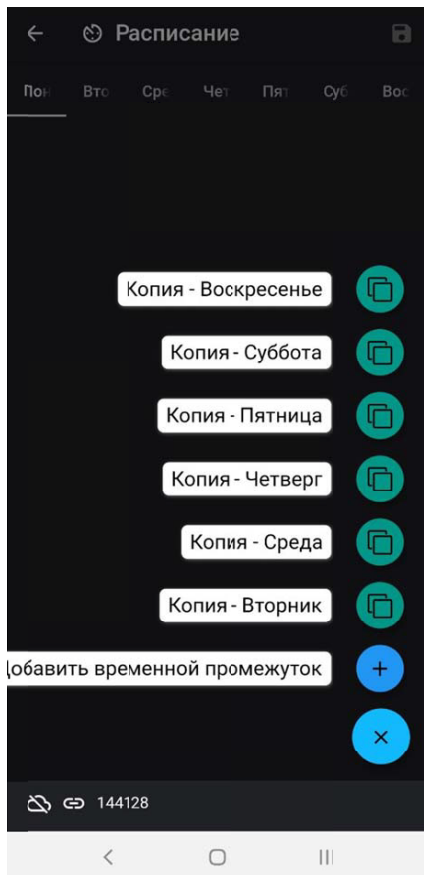 Расписание
Пон Вто Сре Чет Пят Суб Вос
Копия - Воскресенье
Копия - Суббота
Копия - Пятница
Копия - Четверг
Копия - Среда
Копия - Вторник
обавить временной промежуток
144128